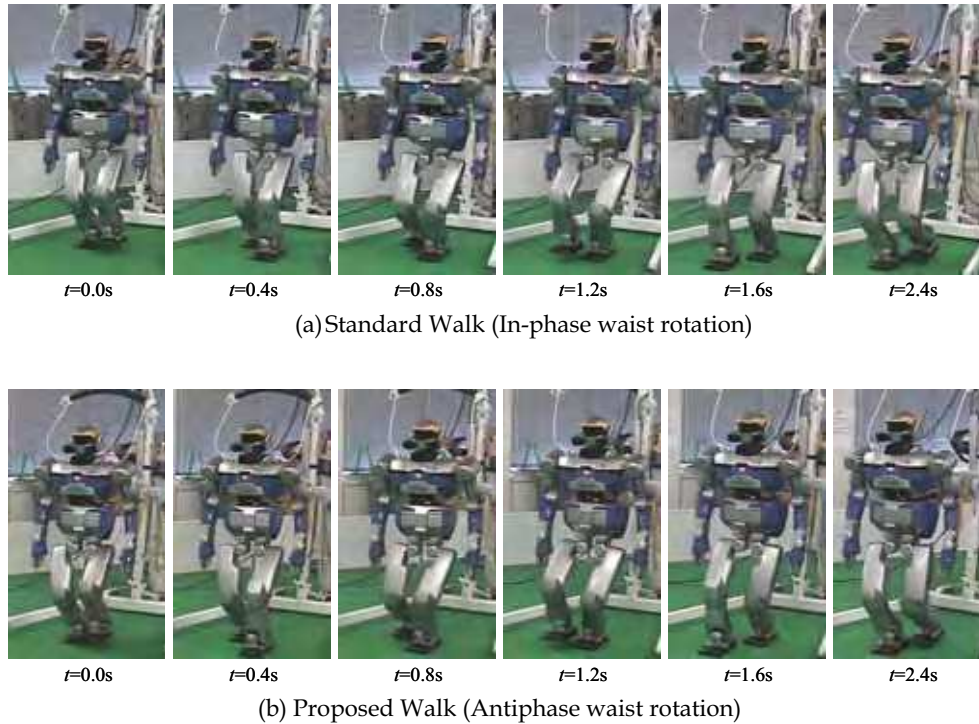 t=0.0s t=0.4s t=0.8s t=1.2s t=1.6s t=2.4s
(a) Standard Walk (In-phase waist rotation)
t=0.0s t=0.4s t=0.8s t=1.2s t=1.6s t=2.4s
(b) Proposed Walk (Antiphase waist rotation)